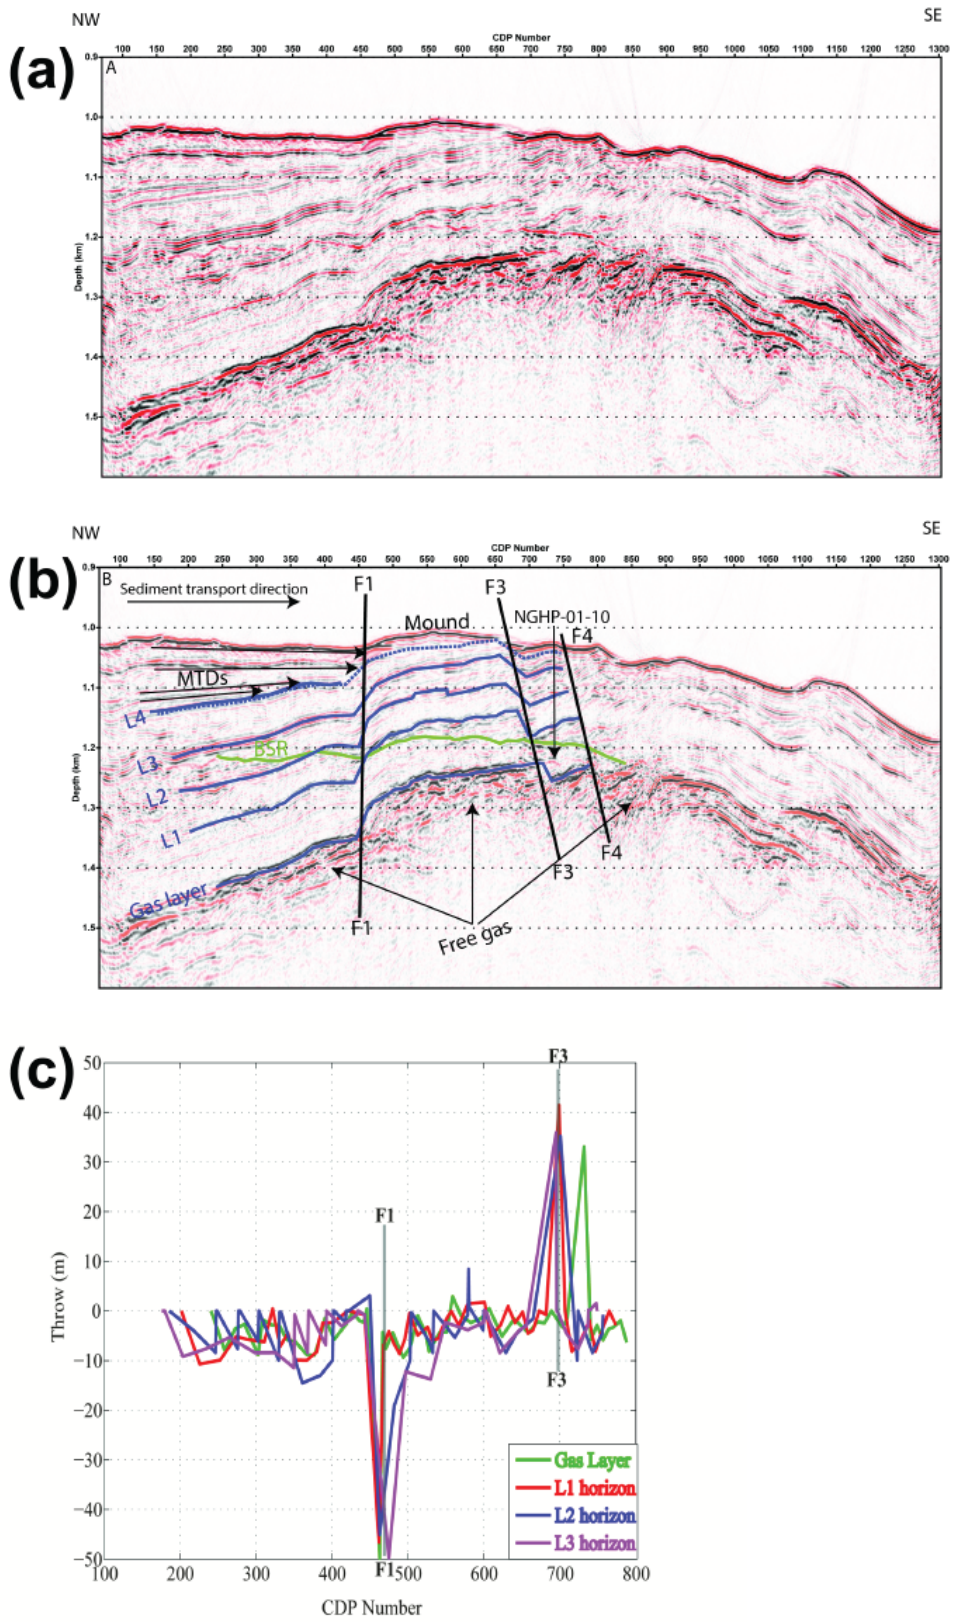 NW
SE
(a)
CDP Number
100 150 200 250 300 350 400 450 500 550 600 650 700 750 800 850 900 950 1000 1050 1100 1150 1200 1250 1300
A
0.9
1.0
1.1
1.2
1.3
1.4
1.5
Depth (km)
NW
SE
(b)
CDP Number
100 150 200 250 300 350 400 450 500 550 600 650 700 750 800 850 900 950 1000 1050 1100 1150 1200 1250 1300
B
0.9
1.0
1.1
1.2
1.3
1.4
1.5
Depth (km)
Sediment transport direction
F1
F3
NGHP-01-10
F4
Mound
MTDs
L4
BSR
L3
L2
L1
Gas layer
F4
F3
F1
Free gas
(c)
F3
50
40
30
20
10
0
−10
−20
−30
−40
−50
Throw (m)
F1
F3
Gas Layer
L1 horizon
L2 horizon
L3 horizon
F1
100 200 300 400 500 600 700 800
CDP Number